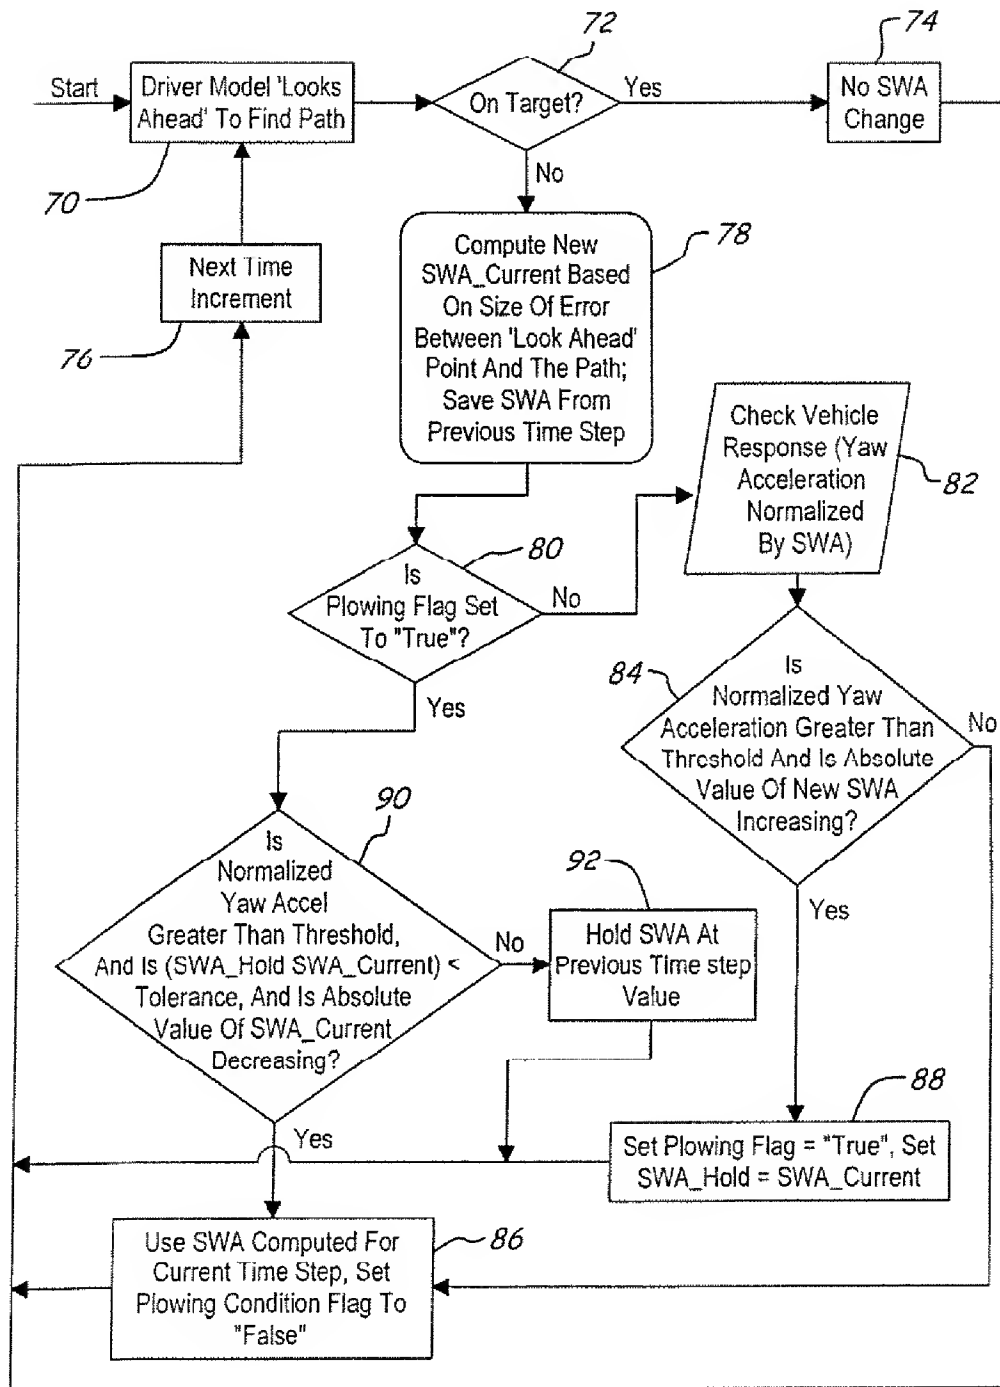 Start
Driver Model 'Looks
Ahead' To Find Path
70
72
On Target?
Yes
74
No SWA
Change
No
Next Time
Increment
76
78
Compute New
SWA_Current Based
On Size Of Error
Between 'Look Ahead'
Point And The Path;
Save SWA From
Previous Time Step
Check Vehicle
Response (Yaw
Acceleration
Normalized
By SWA)
82
80
Is
Plowing Flag Set
To "True"?
No
Yes
84
Is
Normalized Yaw
Acceleration Greater Than
Threshold And Is Absolute
Value Of New SWA
Increasing?
No
Yes
90
Is
Normalized
Yaw Accel
Greater Than Threshold,
And Is (SWA_Hold SWA_Current) <
Tolerance, And Is Absolute
Value Of SWA_Current
Decreasing?
No
Yes
92
Hold SWA At
Previous Time step
Value
88
Set Plowing Flag = "True", Set
SWA_Hold = SWA_Current
Use SWA Computed For
Current Time Step, Set
Plowing Condition Flag To
"False"
86